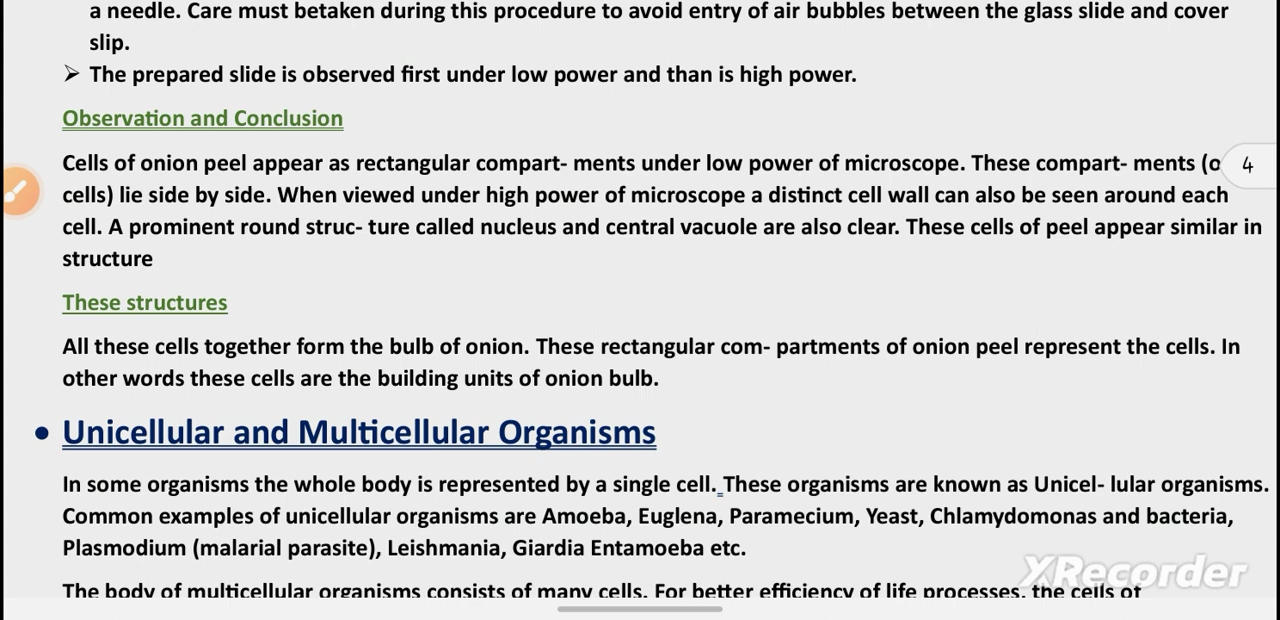 a needle. Care must betaken during this procedure to avoid entry of air bubbles between the glass slide and cover
slip.
➤ The prepared slide is observed first under low power and than is high power.
Observation and Conclusion
Cells of onion peel appear as rectangular compart- ments under low power of microscope. These compart- ments (o
4
cells) lie side by side. When viewed under high power of microscope a distinct cell wall can also be seen around each
cell. A prominent round struc- ture called nucleus and central vacuole are also clear. These cells of peel appear similar in
structure
These structures
All these cells together form the bulb of onion. These rectangular com- partments of onion peel represent the cells. In
other words these cells are the building units of onion bulb.
• Unicellular and Multicellular Organisms
In some organisms the whole body is represented by a single cell. These organisms are known as Unicel- lular organisms.
Common examples of unicellular organisms are Amoeba, Euglena, Paramecium, Yeast, Chlamydomonas and bacteria,
Plasmodium (malarial parasite), Leishmania, Giardia Entamoeba etc.
XRecorder
The body of multicellular organisms consists of many cells. For better efficiency of life processes, the cells of